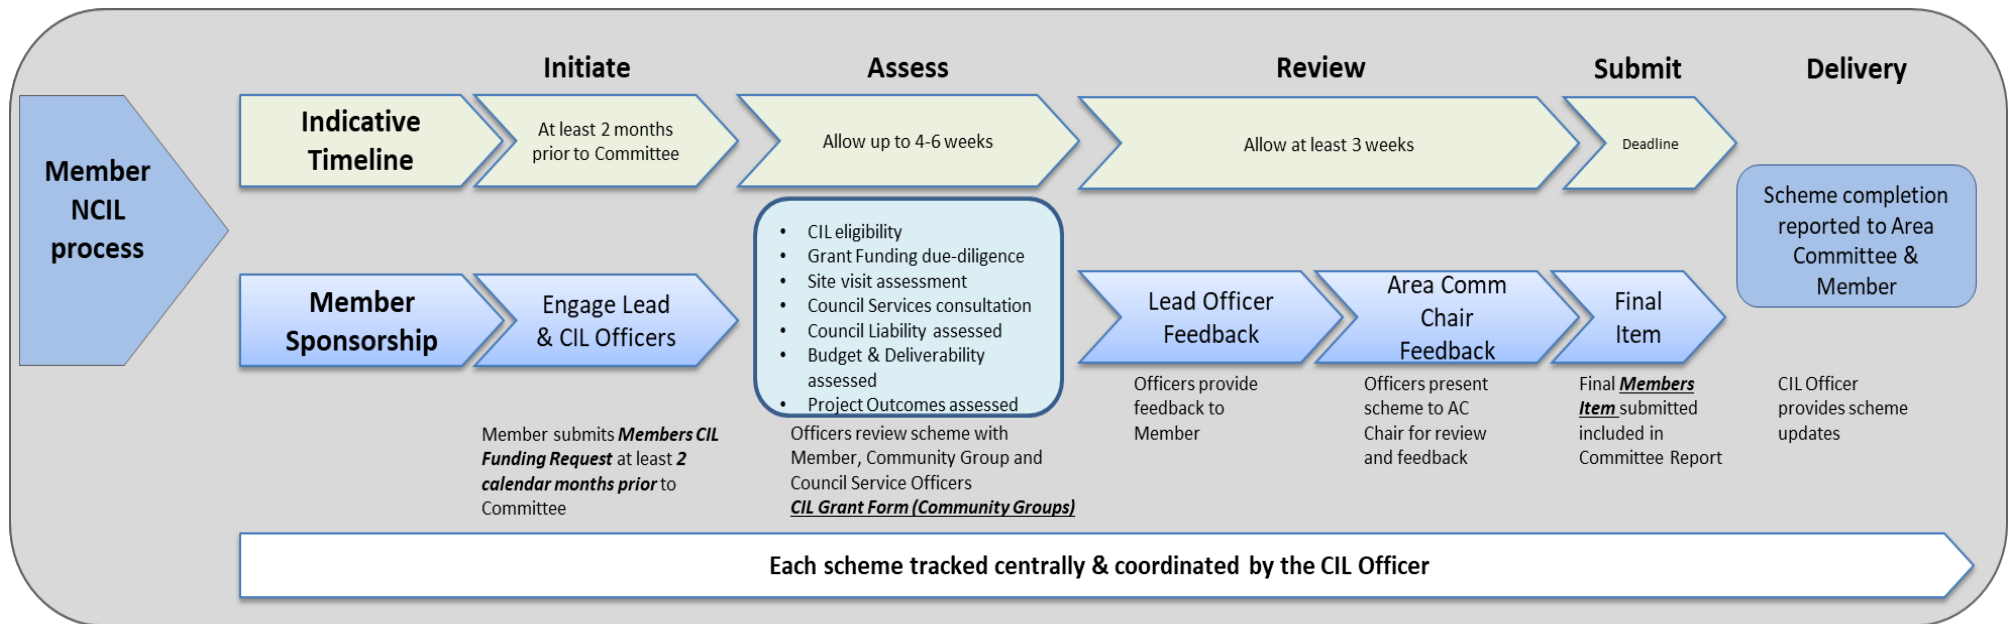 Initiate
Assess
Review
Submit
Delivery
Member
NCIL
process
Indicative
Timeline
At least 2 months
prior to Committee
Allow up to 4-6 weeks
Allow at least 3 weeks
Deadline
Member
Sponsorship
Engage Lead
& CIL Officers
• CIL eligibility
• Grant Funding due-diligence
• Site visit assessment
• Council Services consultation
• Council Liability assessed
• Budget & Deliverability
assessed
• Project Outcomes assessed
Lead Officer
Feedback
Area Comm
Chair
Feedback
Final
Item
Scheme completion
reported to Area
Committee &
Member
Member submits Members CIL
Funding Request at least 2
calendar months prior to
Committee
Officers review scheme with
Member, Community Group and
Council Service Officers
CIL Grant Form (Community Groups)
Officers provide
feedback to
Member
Officers present
scheme to AC
Chair for review
and feedback
Final Members
Item submitted
included in
Committee Report
CIL Officer
provides scheme
updates
Each scheme tracked centrally & coordinated by the CIL Officer